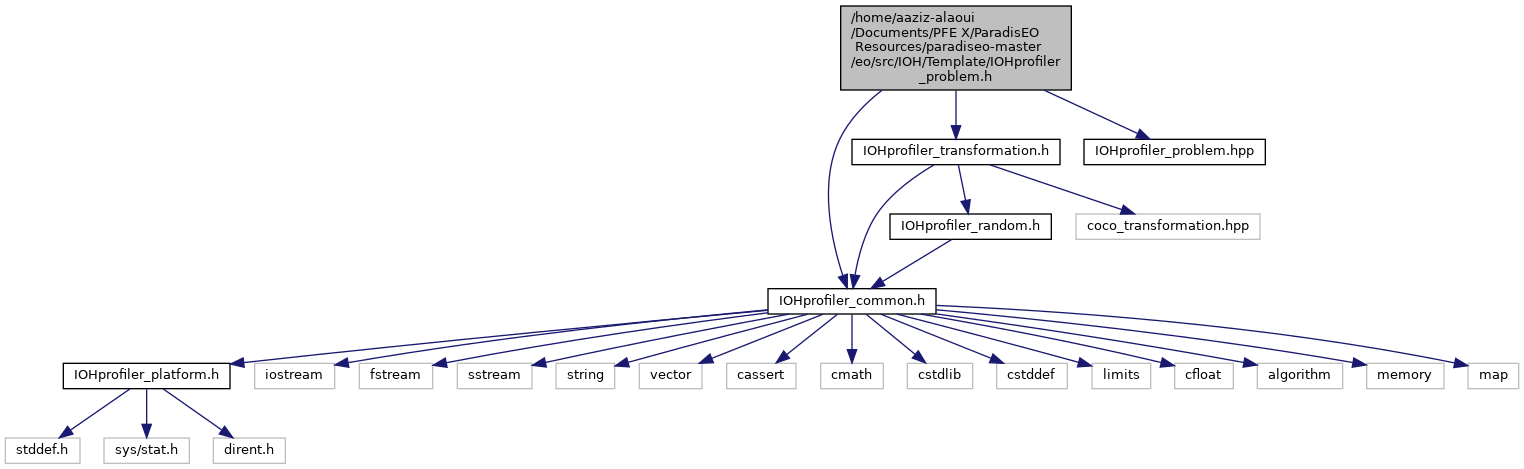 /home/aaziz-alaoui
/Documents/PFE X/ParadisEO
Resources/paradiseo-master
/eo/src/IOH/Template/IOHprofiler
_problem.h
IOHprofiler_transformation.h
IOHprofiler_problem.hpp
IOHprofiler_random.h
coco_transformation.hpp
IOHprofiler_common.h
IOHprofiler_platform.h
iostream
fstream
sstream
string
vector
cassert
cmath
cstdlib
cstddef
limits
cfloat
algorithm
memory
map
stddef.h
sys/stat.h
dirent.h